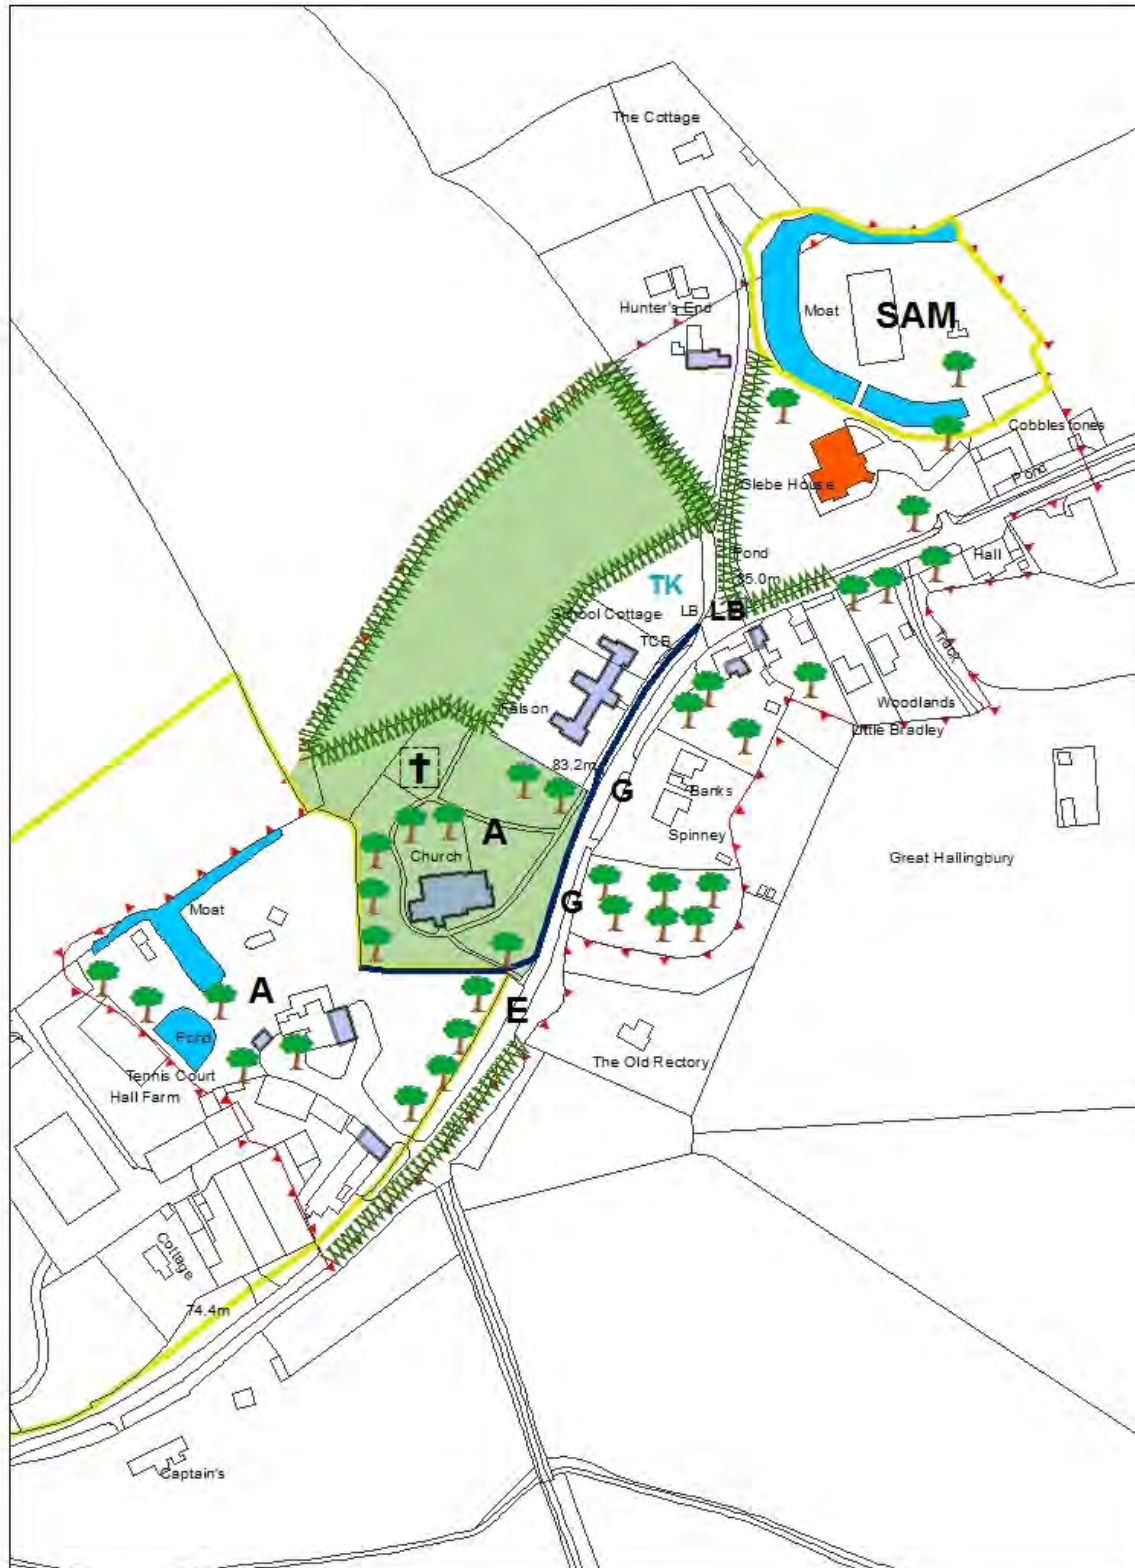 The Cottage
Moat
SAM
Hunter's End
Cobblestones
Pond
Glebe House
Hall
Pond
85.0m
TK
School Cottage
LB
LB
TCB
Track
Woodlands
Little Bradley
Falson
83.2m
G
Banks
A
Spinney
Church
Great Hallingbury
G
Moat
A
E
Pond
The Old Rectory
Tennis Court
Hall Farm
Cottage
74.4m
Captain's